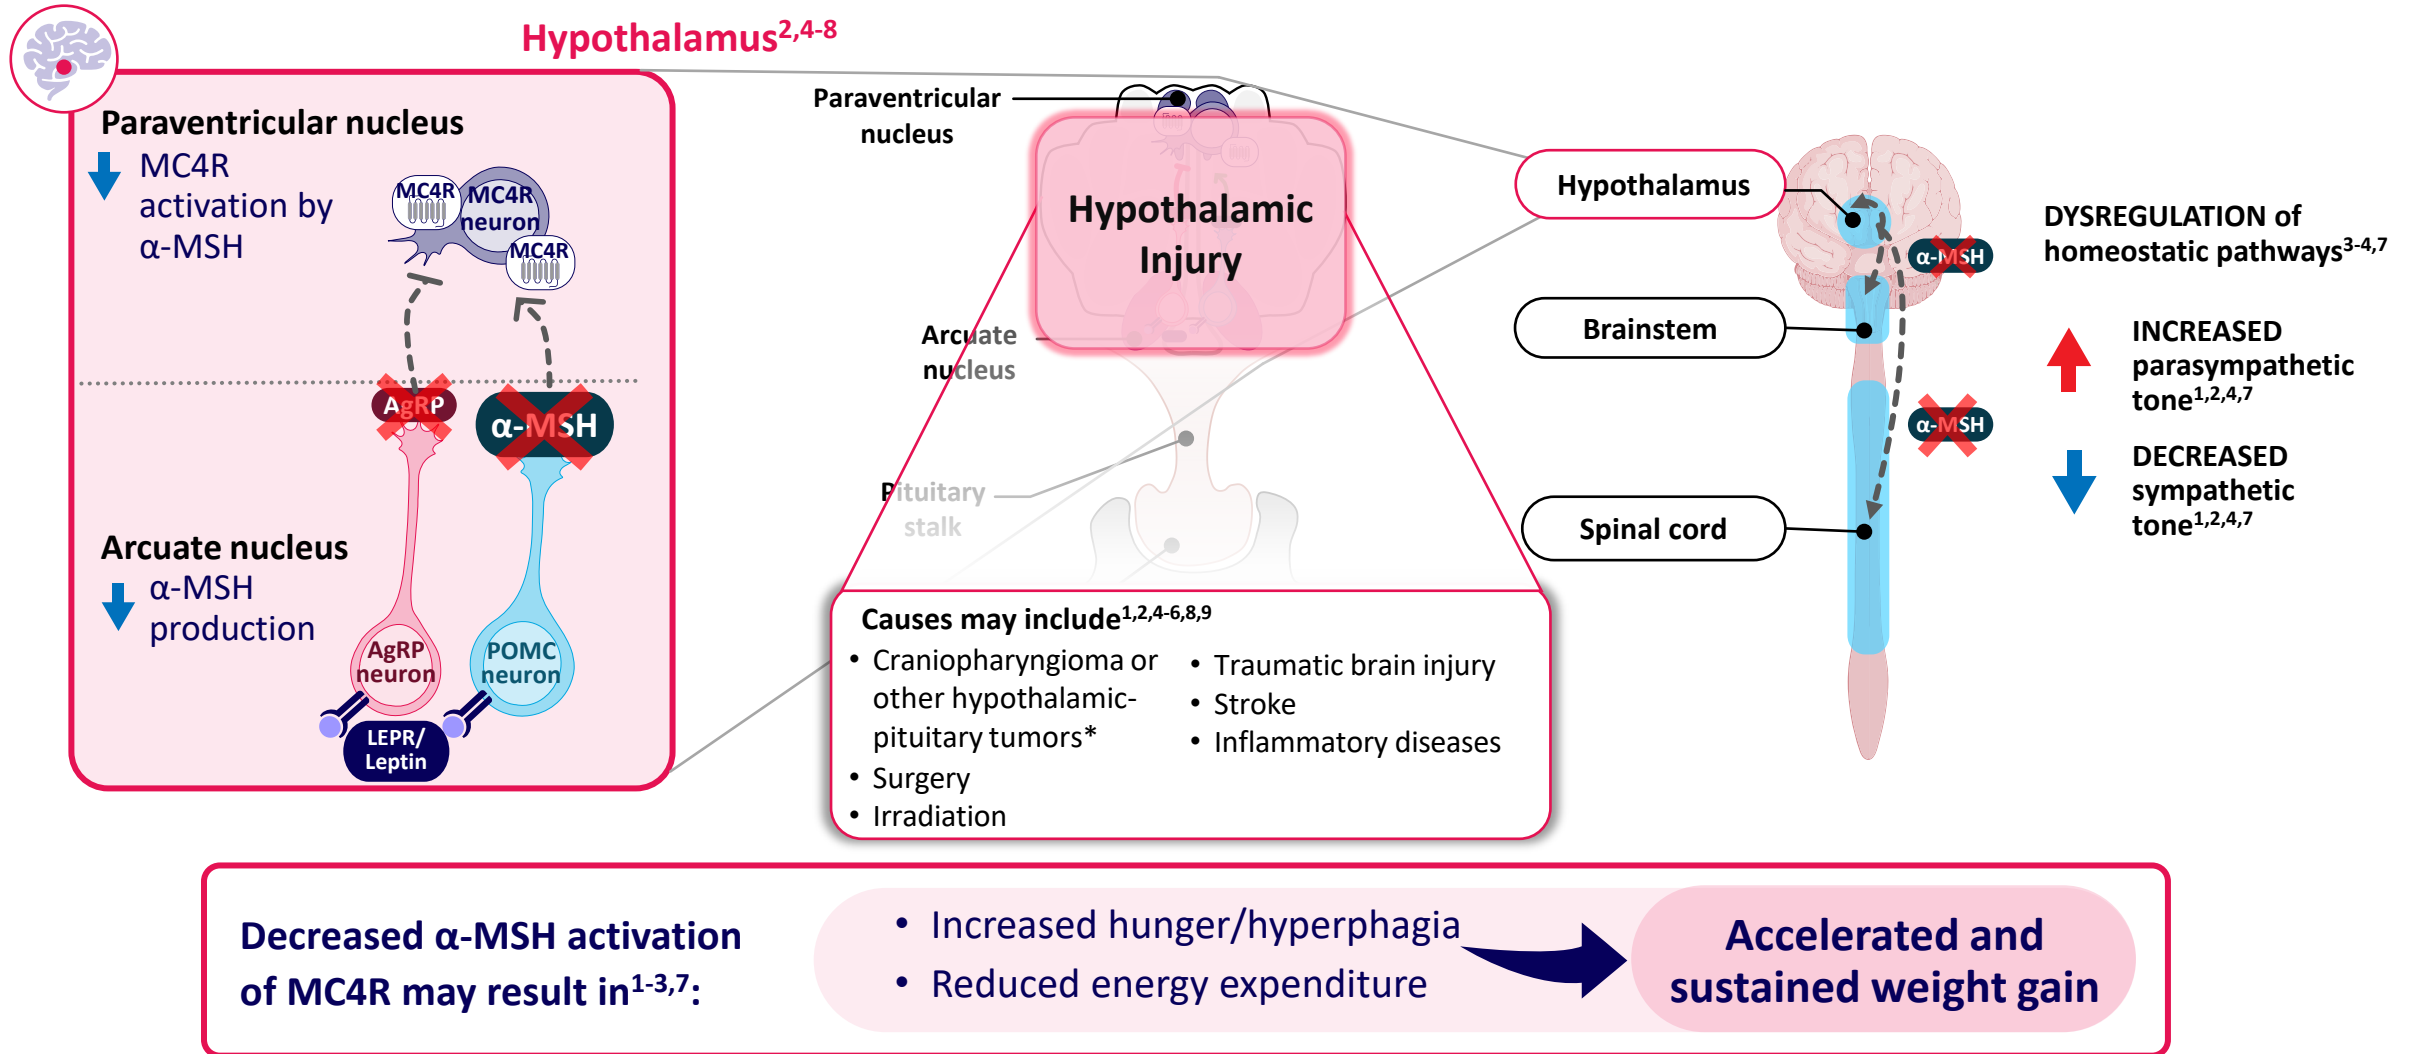 Hypothalamus2,4-8
Paraventricular nucleus
MC4R
activation by
α-MSH
MC4R
MC4R
neuron
MC4R
AgRP
α-MSH
Arcuate nucleus
α-MSH
production
AgRP
neuron
POMC
neuron
LEPR/
Leptin
Paraventricular
nucleus
Hypothalamic
Injury
Arcuate
nucleus
Pituitary
stalk
Causes may include1,2,4-6,8,9
• Craniopharyngioma or
other hypothalamic-
pituitary tumors*
• Surgery
• Irradiation
• Traumatic brain injury
• Stroke
• Inflammatory diseases
Hypothalamus
Brainstem
Spinal cord
α-MSH
α-MSH
DYSREGULATION of
homeostatic pathways3-4,7
INCREASED
parasympathetic
tone1,2,4,7
DECREASED
sympathetic
tone1,2,4,7
Decreased α-MSH activation
of MC4R may result in1-3,7:
• Increased hunger/hyperphagia
• Reduced energy expenditure
Accelerated and
sustained weight gain